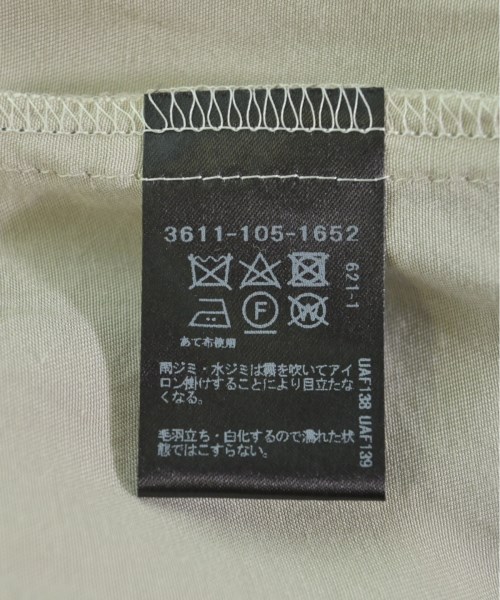 3611-105-1652
621-1
F
W
あて布使用
雨ジミ・水ジミは霧を吹いてアイ
ロン掛けすることにより目立たな
くなる。
毛羽立ち・白化するので濡れた状
態ではこすらない。
UAF138 UAF139